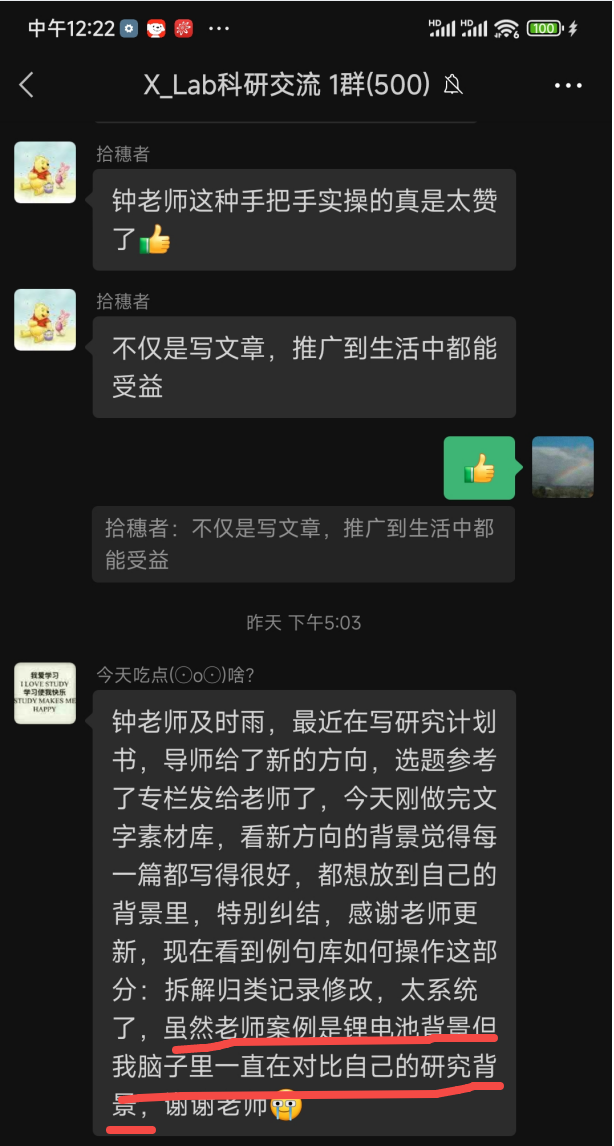 中午12:22
HD HD 6 100
X_Lab科研交流 1群(500)
拾穗者
钟老师这种手把手实操的真是太赞
了👍
拾穗者
不仅是写文章，推广到生活中都能
受益
👍
拾穗者：不仅是写文章，推广到生活中都
能受益
昨天 下午5:03
我爱学习
I LOVE STUDY
学习使我快乐
STUDY MAKES ME
HAPPY
今天吃点(⊙o⊙)啥?
钟老师及时雨，最近在写研究计划
书，导师给了新的方向，选题参考
了专栏发给老师了，今天刚做完文
字素材库，看新方向的背景觉得每
一篇都写得很好，都想放到自己的
背景里，特别纠结，感谢老师更
新，现在看到例句库如何操作这部
分：拆解归类记录修改，太系统
了，虽然老师案例是锂电池背景但
我脑子里一直在对比自己的研究背
景，谢谢老师😭